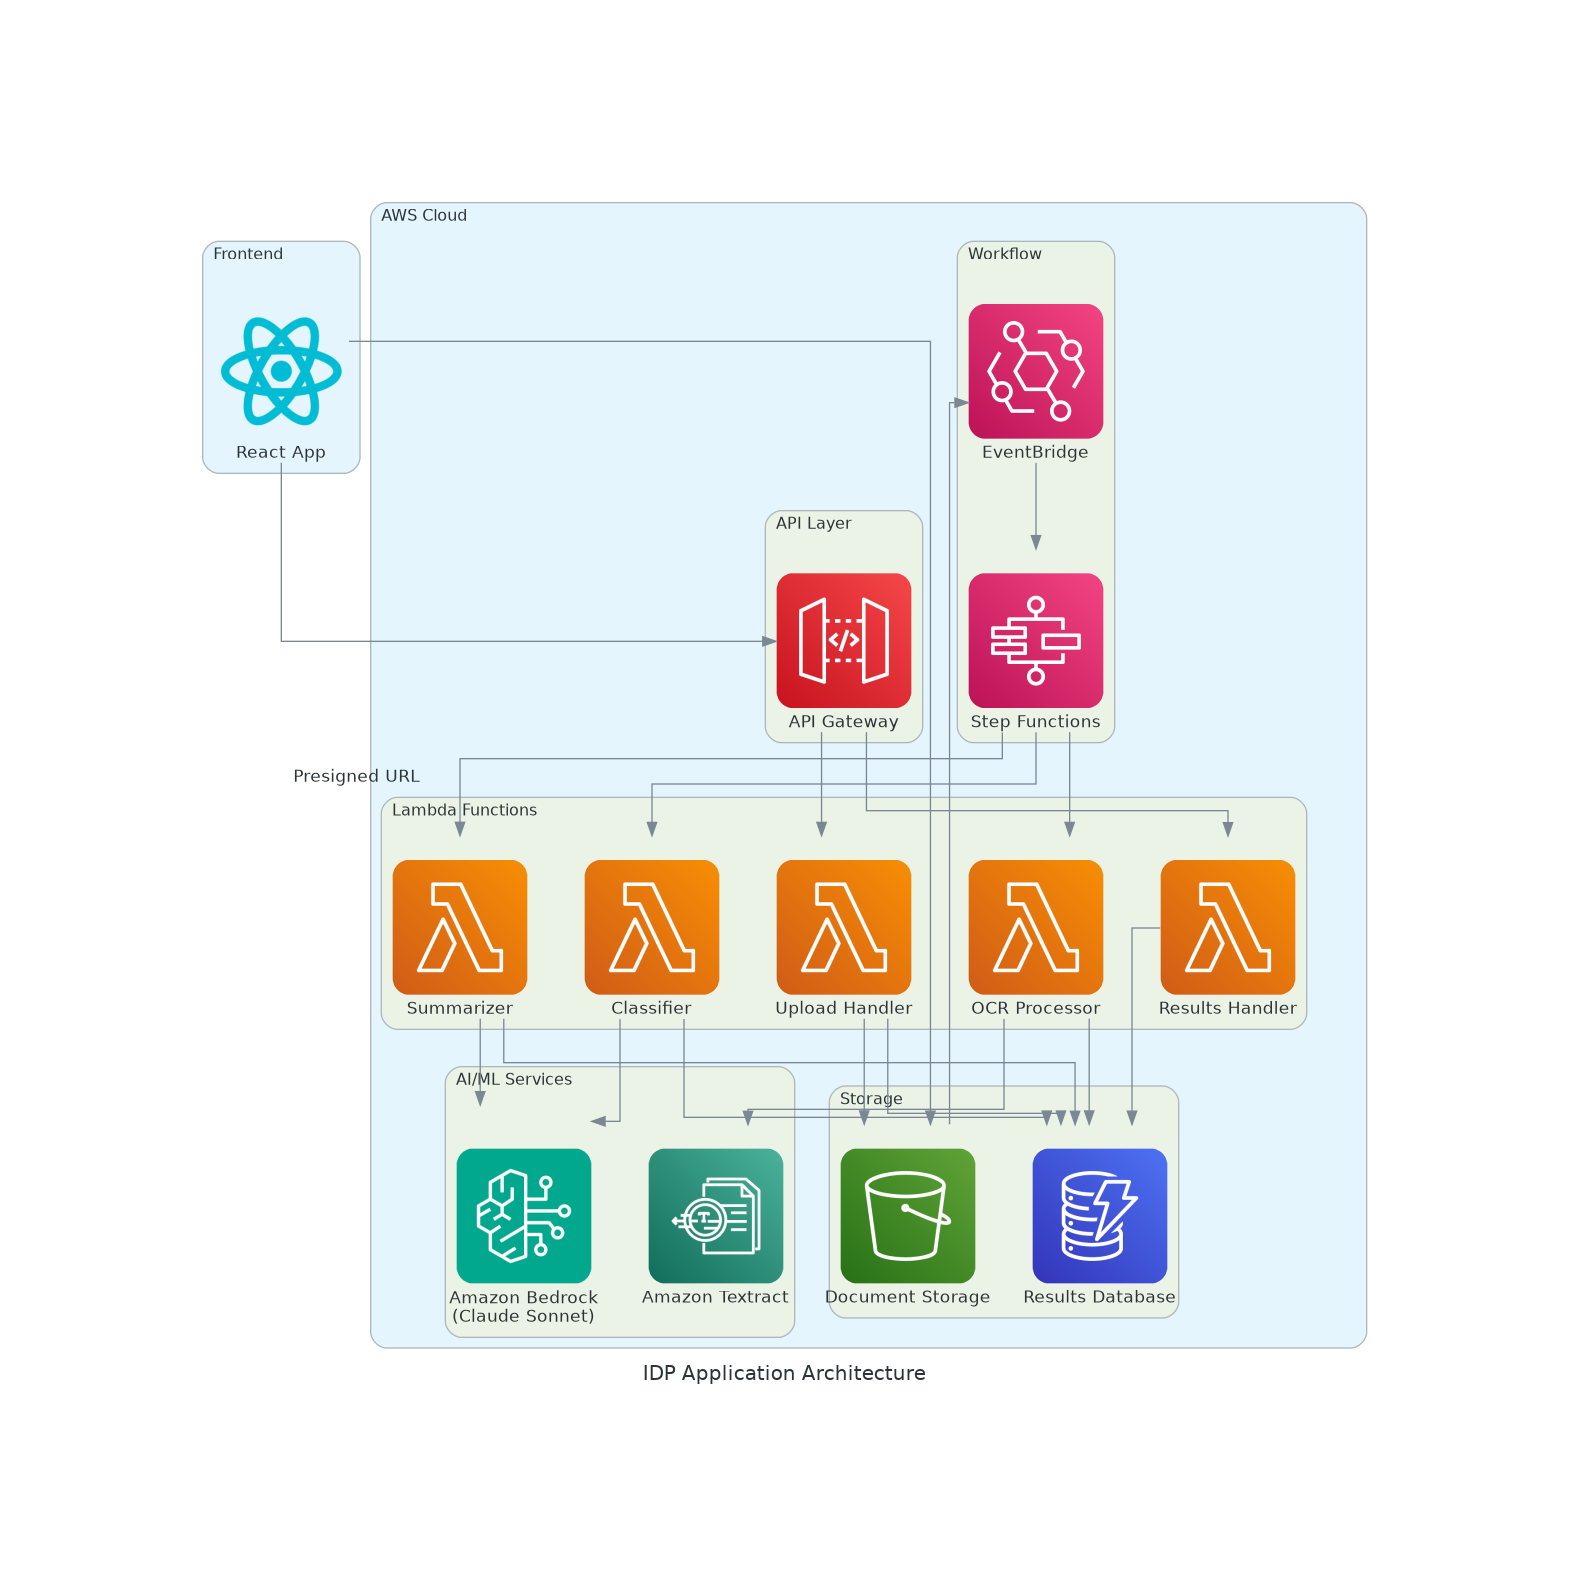 AWS Cloud
Frontend
Workflow
React App
EventBridge
API Layer
</>
API Gateway
Step Functions
Presigned URL
Lambda Functions
Summarizer
Classifier
Upload Handler
OCR Processor
Results Handler
AI/ML Services
Storage
T
Amazon Bedrock
(Claude Sonnet)
Amazon Textract
Document Storage
Results Database
IDP Application Architecture